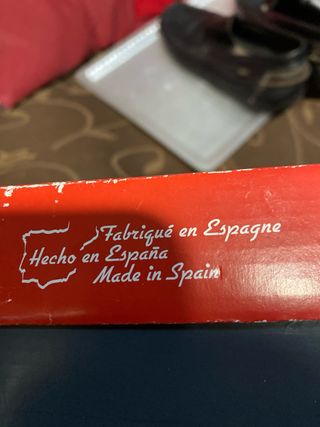 Fabriqué en Espagne
Hecho en España
Made in Spain